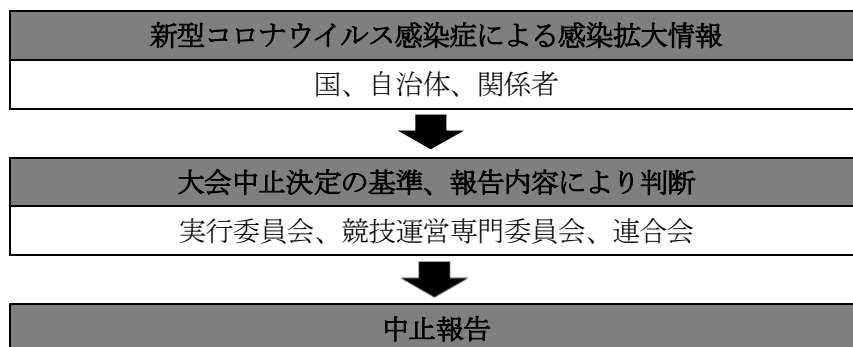 新型コロナウイルス感染症による感染拡大情報
国、自治体、関係者
大会中止決定の基準、報告内容により判断
実行委員会、競技運営専門委員会、連合会
中止報告